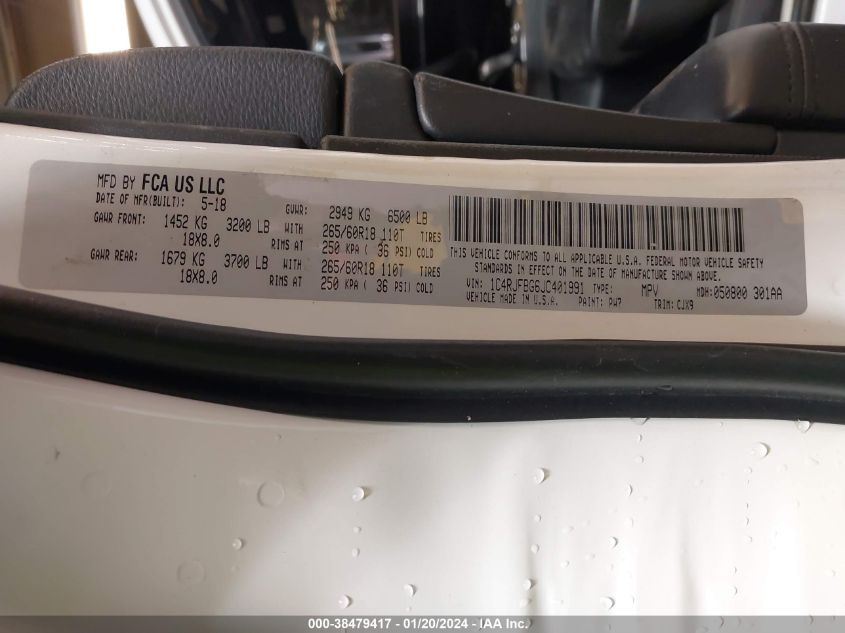 MFD BY FCA US LLC
DATE OF MFR(BUILT): 5-18 GVWR: 2949 KG 6500 LB
GAWR FRONT: 1452 KG 3200 LB WITH 265/60R18 110T TIRES
18X8.0 RIMS AT 250 KPA ( 36 PSI) COLD
GAWR REAR: 1679 KG 3700 LB WITH 265/60R18 110T TIRES
18X8.0 RIMS AT 250 KPA ( 36 PSI) COLD
THIS VEHICLE CONFORMS TO ALL APPLICABLE U.S.A. FEDERAL MOTOR VEHICLE SAFETY
STANDARDS IN EFFECT ON THE DATE OF MANUFACTURE SHOWN ABOVE.
VIN: 1C4RJFBG6JC401991 TYPE: MPV MDH: 050800 301AA
VEHICLE MADE IN U.S.A. PAINT: PW7 TRIM: CJX9
000-38479417 - 01/20/2024 - IAA Inc.